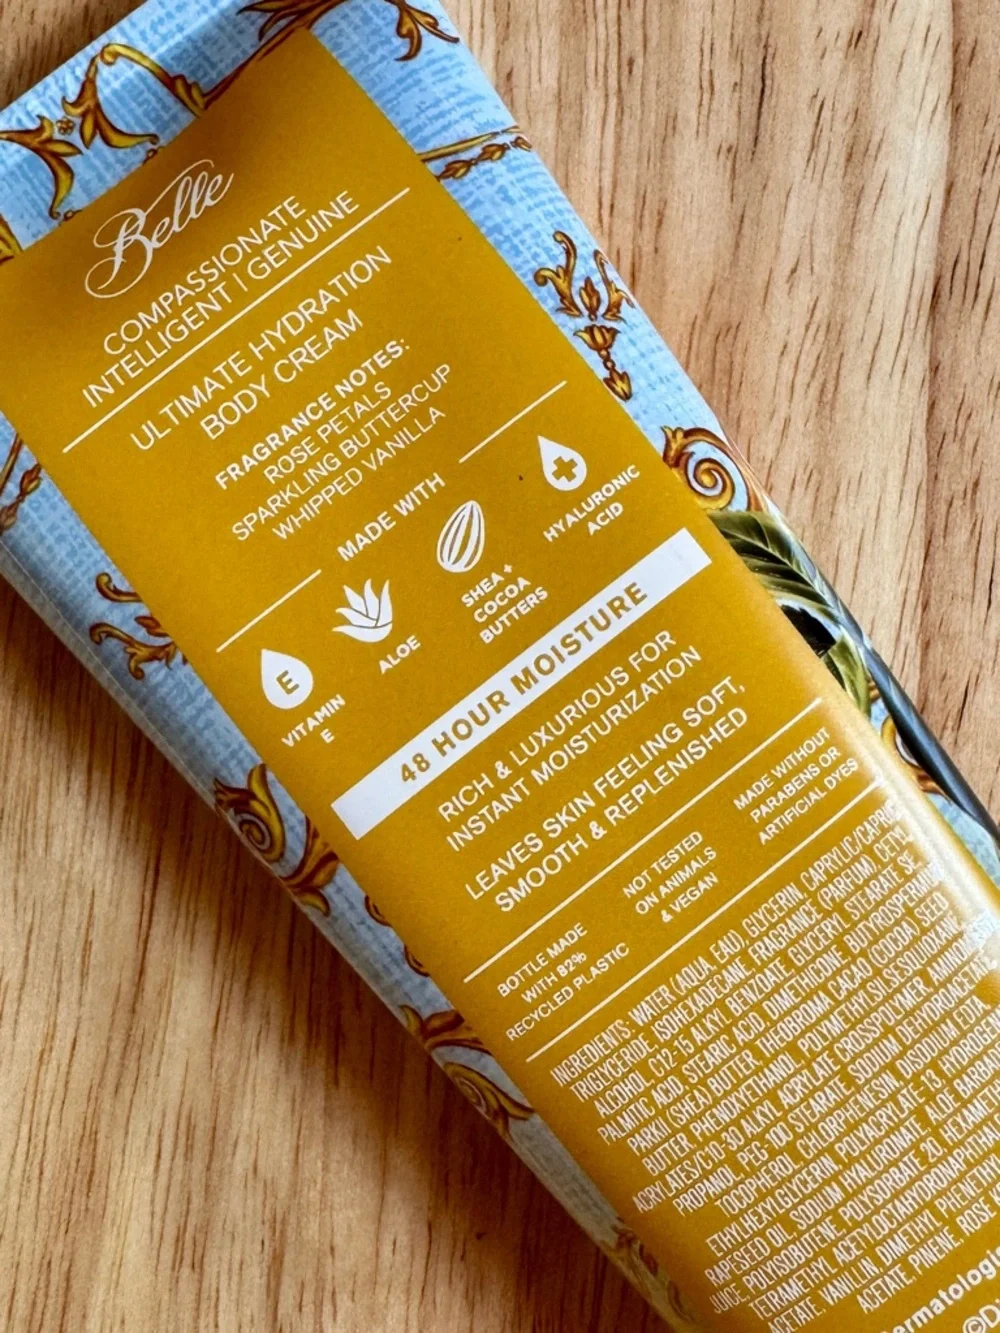 Belle
COMPASSIONATE
INTELLIGENT | GENUINE
ULTIMATE HYDRATION
BODY CREAM
FRAGRANCE NOTES:
ROSE PETALS
SPARKLING BUTTERCUP
WHIPPED VANILLA
MADE WITH
E
VITAMIN
E
ALOE
SHEA +
COCOA
BUTTERS
HYALURONIC
ACID
48 HOUR MOISTURE
RICH & LUXURIOUS FOR
INSTANT MOISTURIZATION
LEAVES SKIN FEELING SOFT,
SMOOTH & REPLENISHED
BOTTLE MADE
WITH 82%
RECYCLED PLASTIC
NOT TESTED
ON ANIMALS
& VEGAN
MADE WITHOUT
PARABENS OR
ARTIFICIAL DYES
INGREDIENTS: WATER (AQUA, EAU), GLYCERIN, CAPRYLIC/CAPRIC
TRIGLYCERIDE, ISOHEXADECANE, FRAGRANCE (PARFUM), CETYL
ALCOHOL, C12-15 ALKYL BENZOATE, GLYCERYL STEARATE SE,
PALMITIC ACID, STEARIC ACID, DIMETHICONE, BUTYROSPERMUM
PARKII (SHEA) BUTTER, THEOBROMA CACAO (COCOA) SEED
BUTTER, PHENOXYETHANOL, POLYMETHYLSILSESQUIOXANE,
ACRYLATES/C10-30 ALKYL ACRYLATE CROSSPOLYMER, AMINOMETHYL
PROPANOL, PEG-100 STEARATE, SODIUM DEHYDROACETATE,
TOCOPHEROL, CHLORPHENESIN, DISODIUM EDTA,
ETHYLHEXYLGLYCERIN, POLYACRYLATE-13, HYDROGENATED
RAPESEED OIL, SODIUM HYALURONATE, ALOE BARBADENSIS
JUICE, POLYISOBUTENE, POLYSORBATE 20, HEXAMETHYL
TETRAMETHYL ACETYLOCTAHYDRONAPHTHALENES
ACETATE, VANILLIN, DIMETHYL PHENETHYL
ACETATE, PINENE, ROSE K
ermatologi
©D